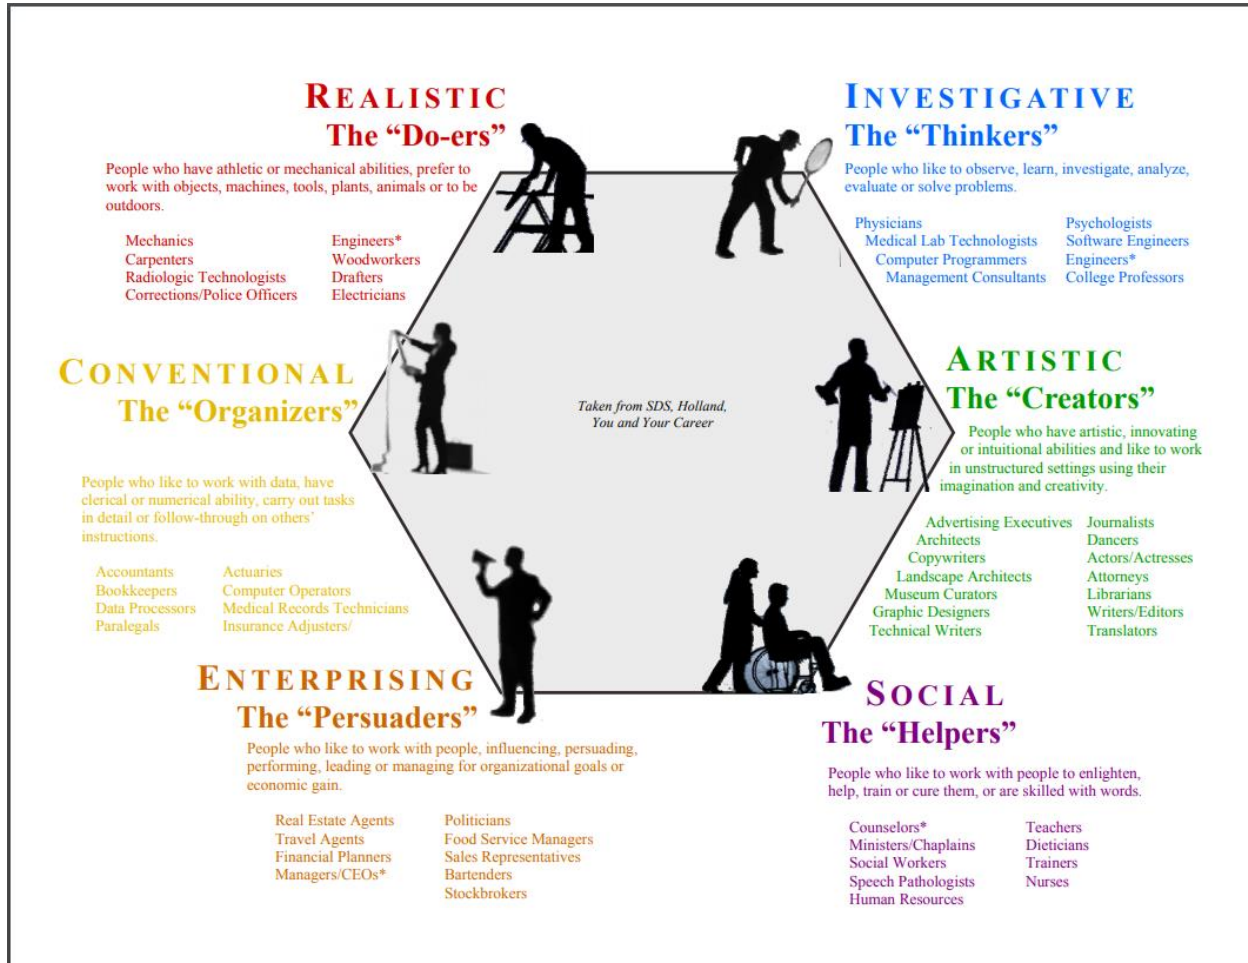 REALISTIC
The “Do-ers”
People who have athletic or mechanical abilities, prefer to
work with objects, machines, tools, plants, animals or to be
outdoors.
Mechanics
Carpenters
Radiologic Technologists
Corrections/Police Officers
Engineers*
Woodworkers
Drafters
Electricians
INVESTIGATIVE
The “Thinkers”
People who like to observe, learn, investigate, analyze,
evaluate or solve problems.
Physicians
Medical Lab Technologists
Computer Programmers
Management Consultants
Psychologists
Software Engineers
Engineers*
College Professors
CONVENTIONAL
The “Organizers”
People who like to work with data, have
clerical or numerical ability, carry out tasks
in detail or follow-through on others’
instructions.
Accountants
Bookkeepers
Data Processors
Paralegals
Actuaries
Computer Operators
Medical Records Technicians
Insurance Adjusters/
Taken from SDS, Holland,
You and Your Career
ARTISTIC
The “Creators”
People who have artistic, innovating
or intuitional abilities and like to work
in unstructured settings using their
imagination and creativity.
Advertising Executives
Architects
Copywriters
Landscape Architects
Museum Curators
Graphic Designers
Technical Writers
Journalists
Dancers
Actors/Actresses
Attorneys
Librarians
Writers/Editors
Translators
ENTERPRISING
The “Persuaders”
People who like to work with people, influencing, persuading,
performing, leading or managing for organizational goals or
economic gain.
Real Estate Agents
Travel Agents
Financial Planners
Managers/CEOs*
Politicians
Food Service Managers
Sales Representatives
Bartenders
Stockbrokers
SOCIAL
The “Helpers”
People who like to work with people to enlighten,
help, train or cure them, or are skilled with words.
Counselors*
Ministers/Chaplains
Social Workers
Speech Pathologists
Human Resources
Teachers
Dieticians
Trainers
Nurses